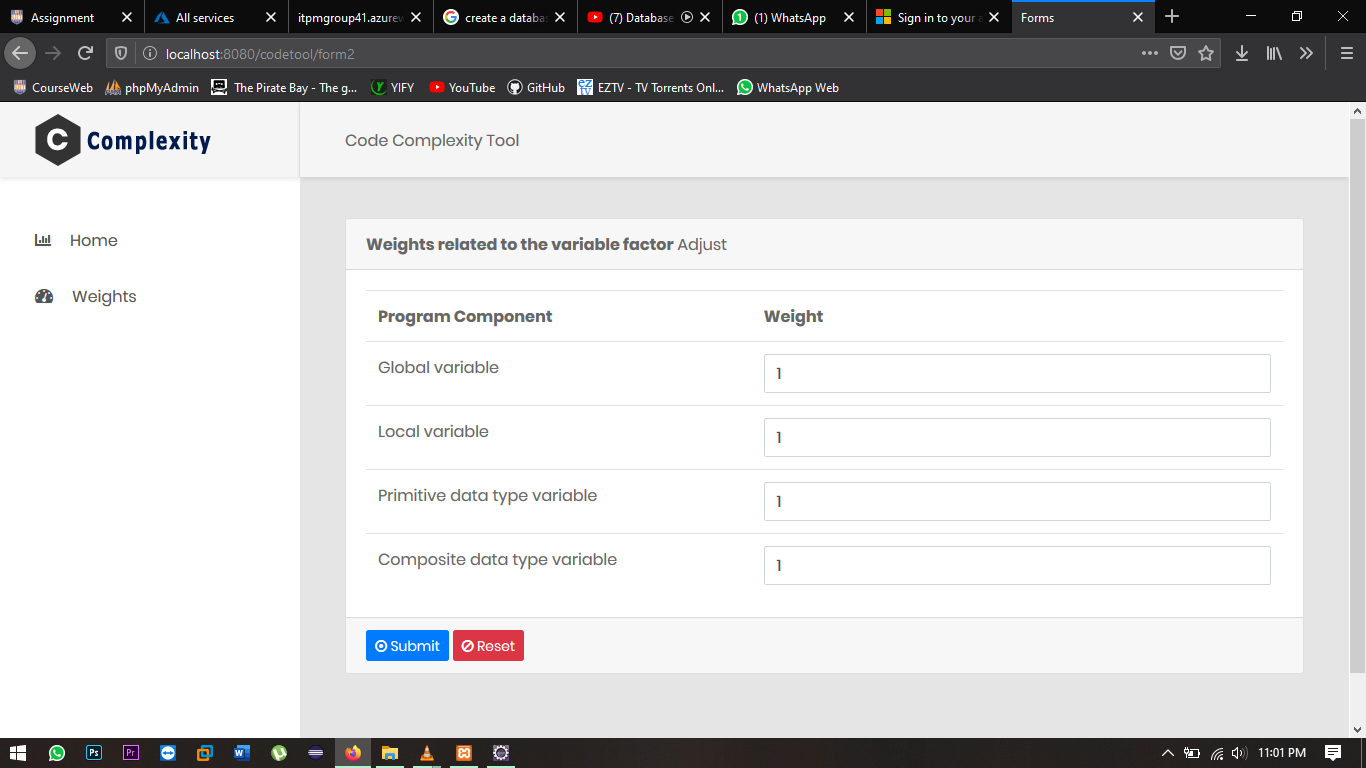 Assignment
All services
itpmgroup41.azurew
create a databa
(7) Database
(1) WhatsApp
Sign in to your a
Forms
localhost:8080/codetool/form2
CourseWeb
phpMyAdmin
The Pirate Bay - The g...
YIFY
YouTube
GitHub
EZTV - TV Torrents Onl...
WhatsApp Web
C Complexity
Code Complexity Tool
Home
Weights
Weights related to the variable factor Adjust
Program Component Weight
Global variable 1
Local variable 1
Primitive data type variable 1
Composite data type variable 1
Submit Reset
11:01 PM